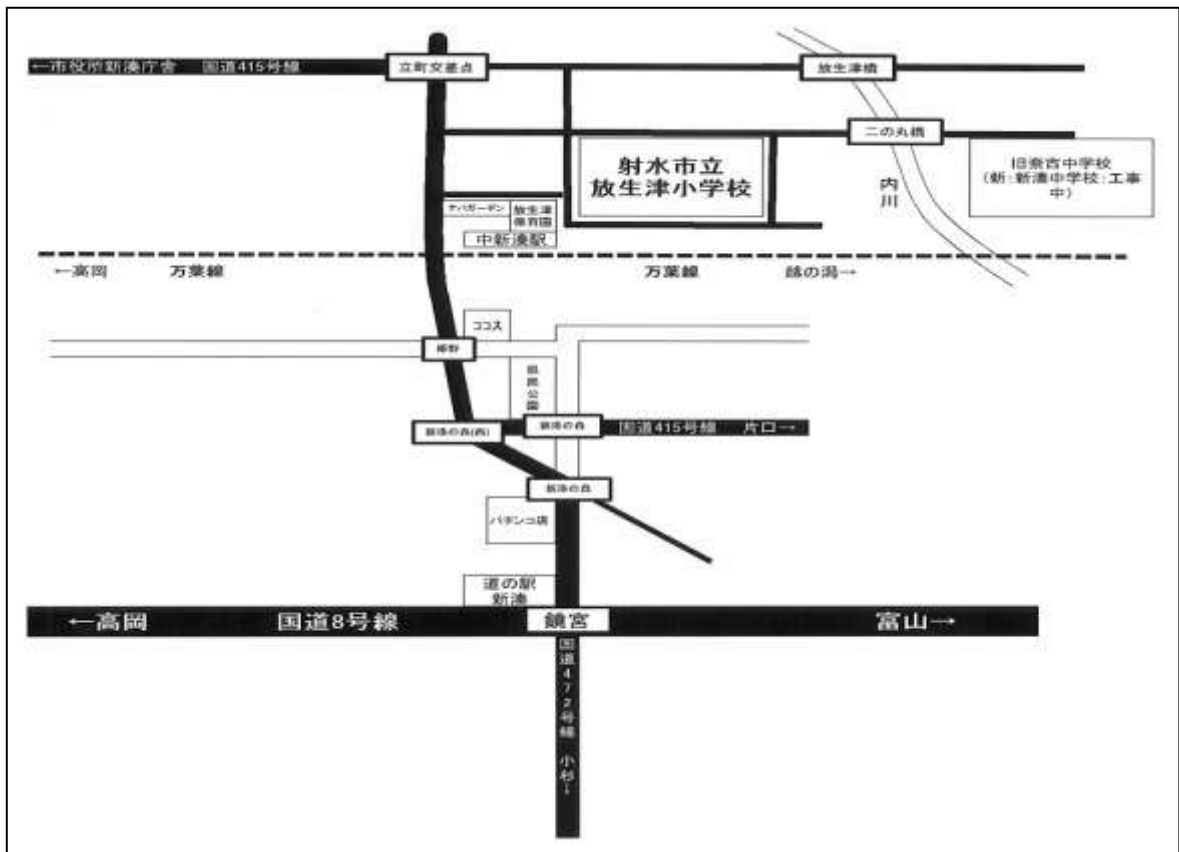 ←市役所新湊庁舎 国道415号線
立町交差点
放生津橋
二の丸橋
射水市立
放生津小学校
旧奈古中学校
(新:新湊中学校:工事
中)
内川
放生津
保育園
中新湊駅
←高岡 万葉線
万葉線 越の潟→
ココス
姫野
県民公園
新湊の森(西)
新湊の森
国道415号線 片口→
新湊の森
パチンコ店
道の駅
新湊
←高岡 国道8号線
鏡宮
富山→
国道472号線 小杉→